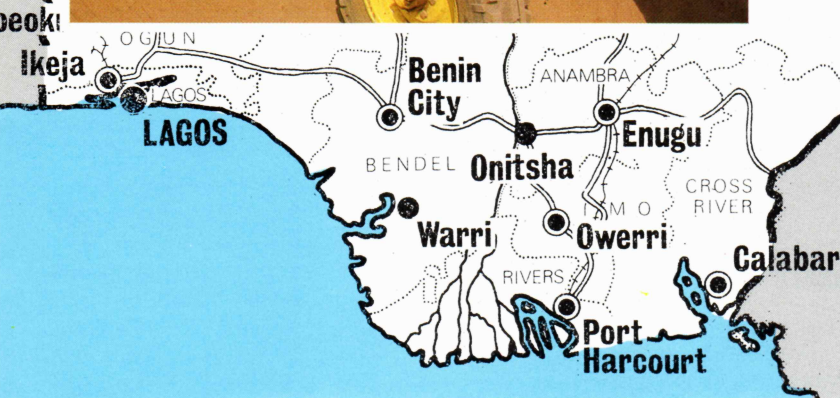 beoku
OGUN
Ikeja
LAGOS
LAGOS
Benin
City
ANAMBRA
Enugu
BENDEL
Onitsha
CROSS
RIVER
IMO
Warri
Owerri
RIVERS
Calabar
Port
Harcourt